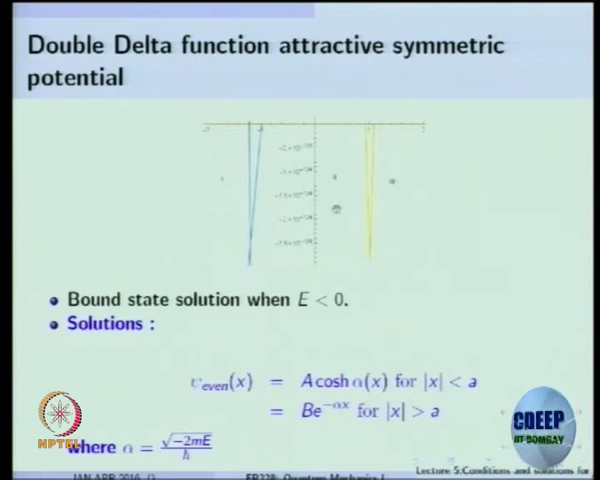 Double Delta function attractive symmetric
potential
Bound state solution when E < 0.
Solutions :
υ_even(x) = A cosh α(x) for |x| < a
= Be^{-αx} for |x| > a
where α = √(-2mE)/ħ
NPTEL
CDEEP
IIT BOMBAY
JAN-APR 2016
EP228: Quantum Mechanics I
Lecture 5:Conditions and solutions for